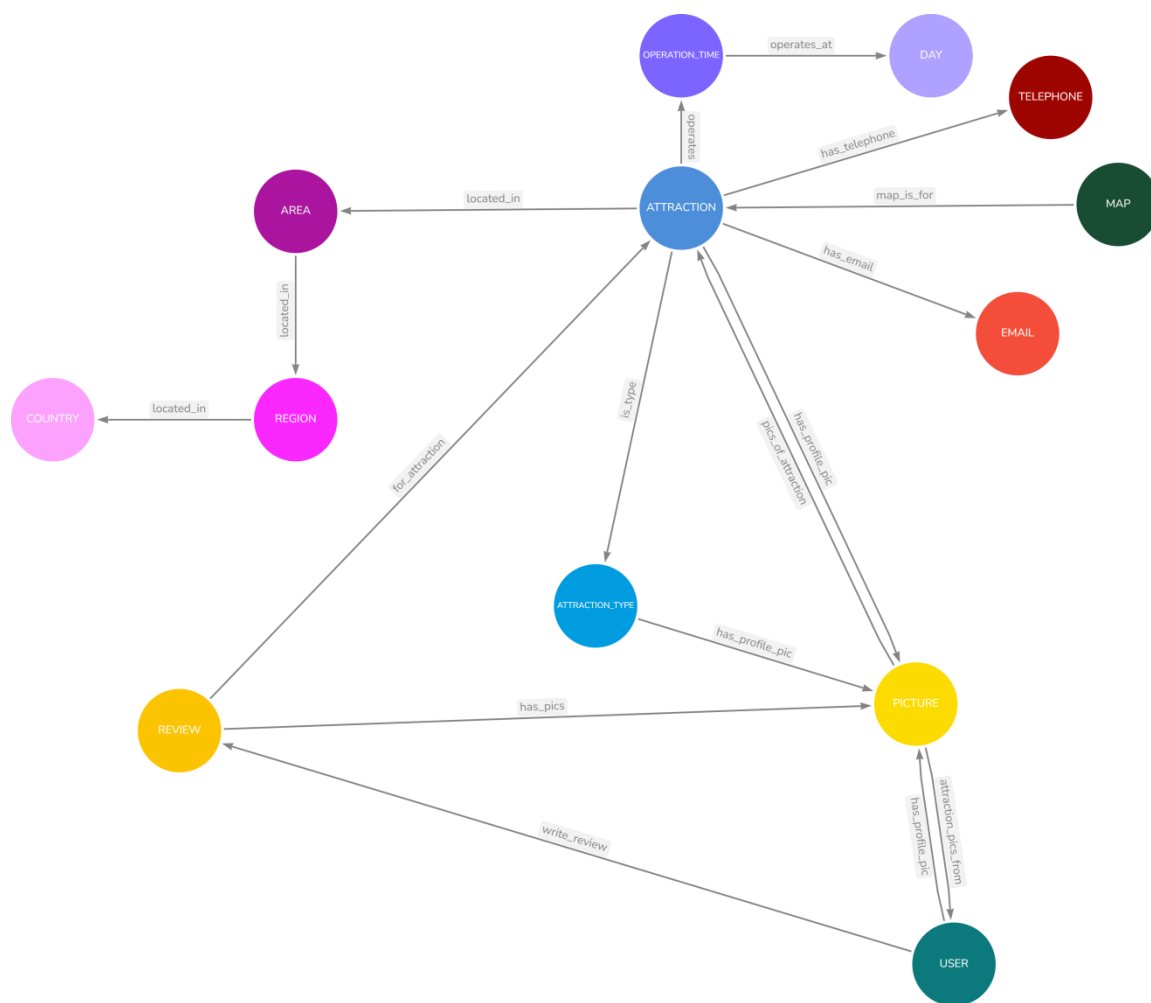 operates_at
OPERATION_TIME
DAY
TELEPHONE
operates
has_telephone
located_in
map_is_for
AREA
ATTRACTION
MAP
has_email
located_in
EMAIL
is_type
located_in
COUNTRY
REGION
has_profile_pic
for_attraction
pics_of_attraction
ATTRACTION_TYPE
has_profile_pic
has_pics
PICTURE
REVIEW
attraction_pics_from
has_profile_pic
write_review
USER